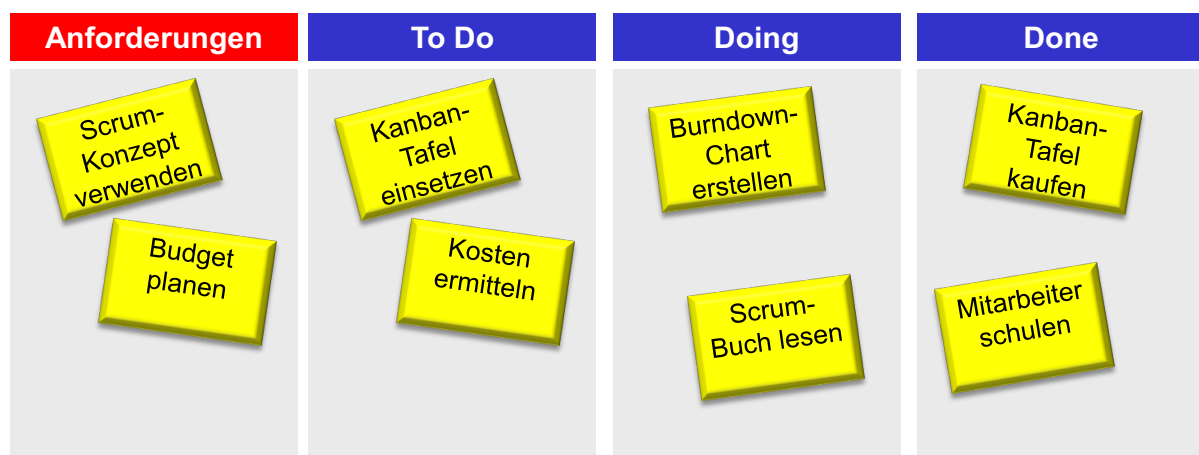 Anforderungen
To Do
Doing
Done
Scrum-
Konzept
verwenden
Budget
planen
Kanban-
Tafel
einsetzen
Kosten
ermitteln
Burndown-
Chart
erstellen
Scrum-
Buch lesen
Kanban-
Tafel
kaufen
Mitarbeiter
schulen